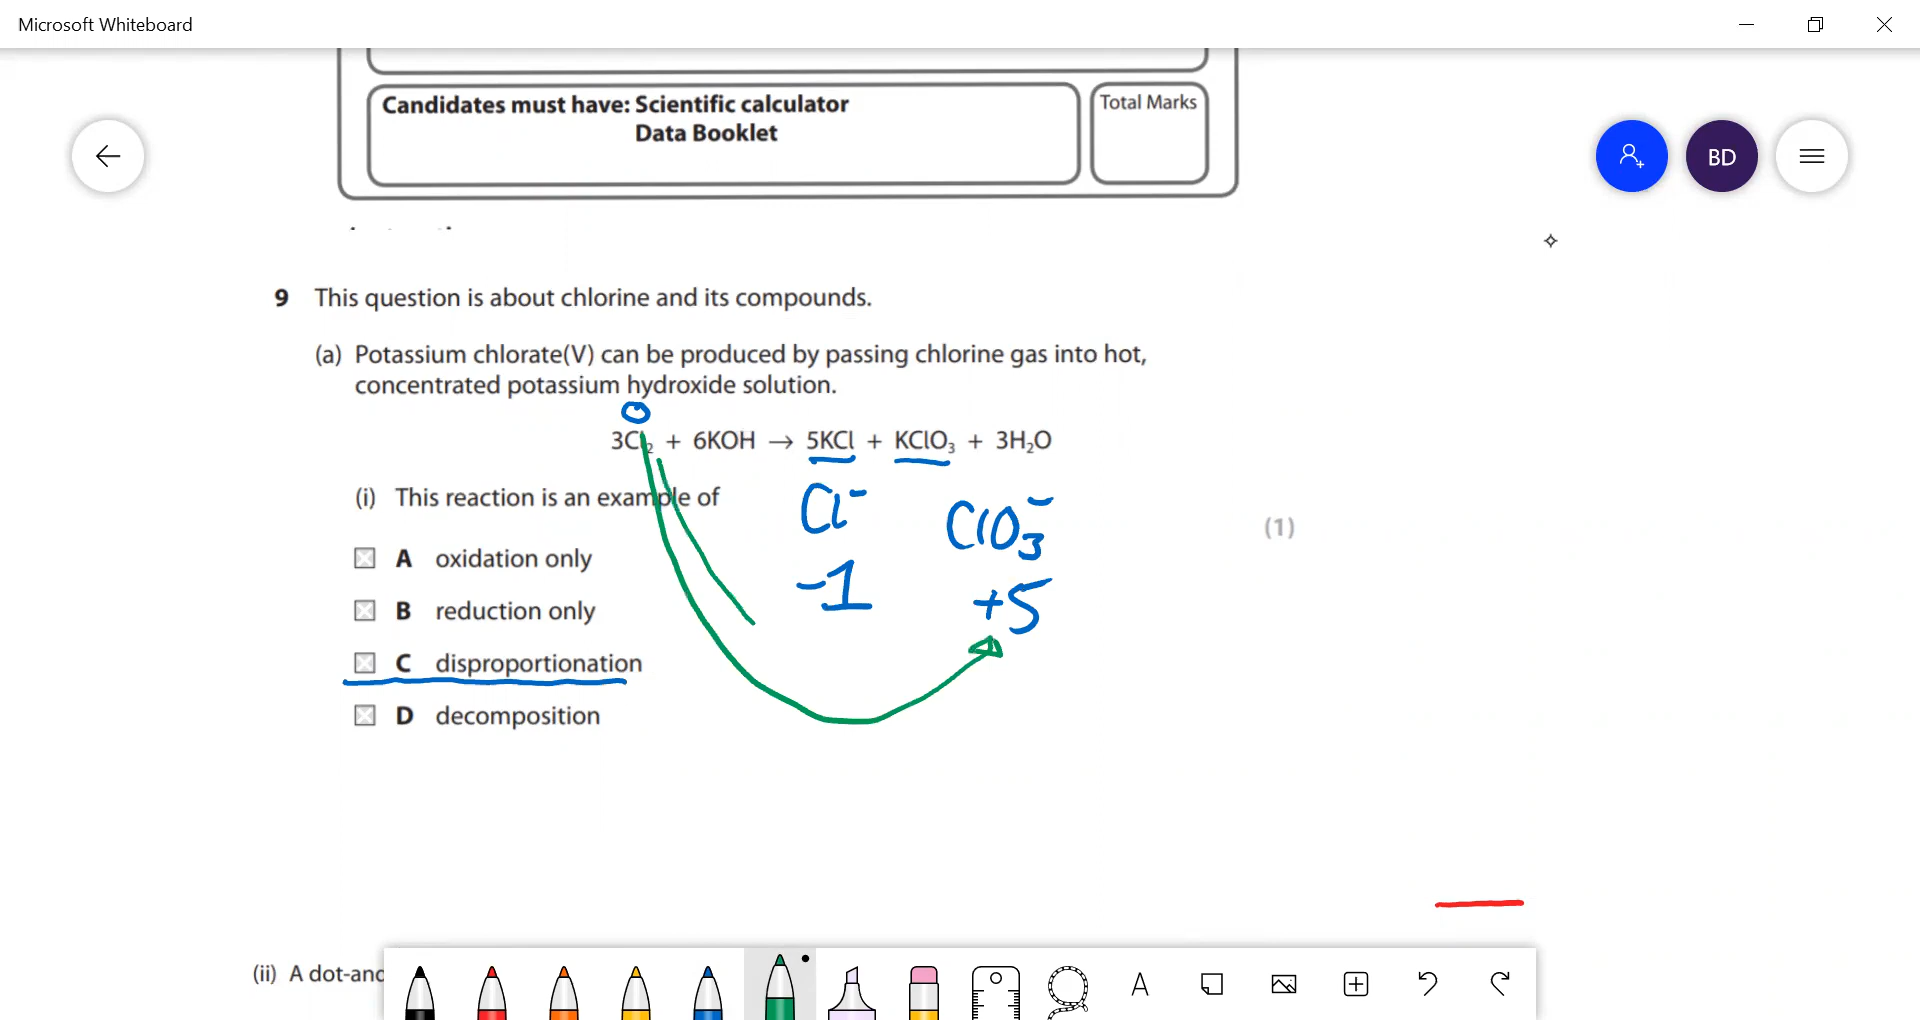 Microsoft Whiteboard
Candidates must have: Scientific calculator
Data Booklet
Total Marks
BD
9 This question is about chlorine and its compounds.
(a) Potassium chlorate(V) can be produced by passing chlorine gas into hot,
concentrated potassium hydroxide solution.
0
3Cl₂ + 6KOH → 5KCl + KClO₃ + 3H₂O
(i) This reaction is an example of
Cl⁻ ClO₃⁻
(1)
A oxidation only
-1 +5
B reduction only
C disproportionation
D decomposition
(ii) A dot-and
A